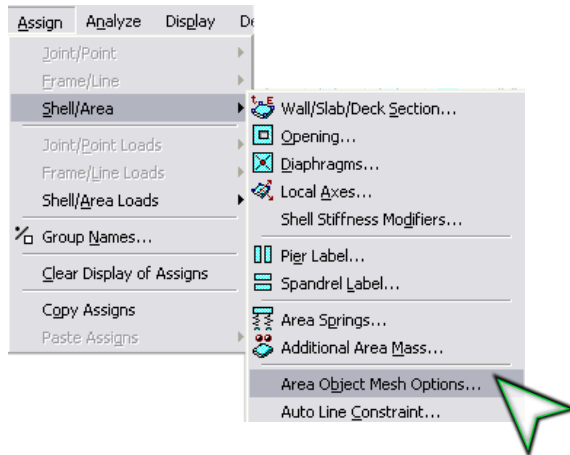 Assign Analyze Display D
Joint/Point
Frame/Line
Shell/Area
Joint/Point Loads
Frame/Line Loads
Shell/Area Loads
Group Names...
Clear Display of Assigns
Copy Assigns
Paste Assigns
Wall/Slab/Deck Section...
Opening...
Diaphragms...
Local Axes...
Shell Stiffness Modifiers...
Pier Label...
Spandrel Label...
Area Springs...
Additional Area Mass...
Area Object Mesh Options...
Auto Line Constraint...